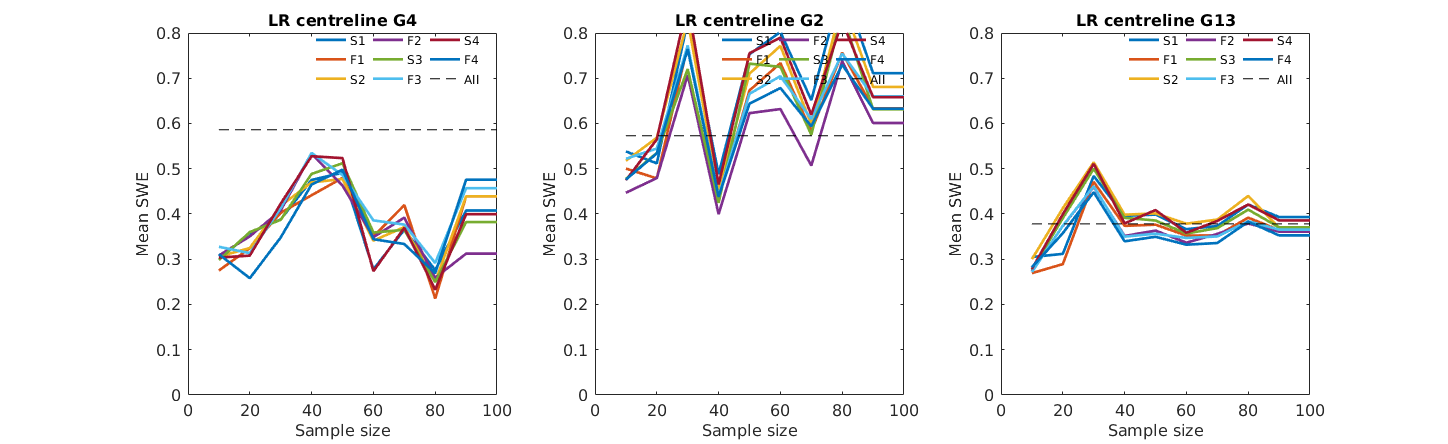 LR centreline G4
S1 F2 S4
F1 S3 F4
S2 F3 All
0.8
0.7
0.6
0.5
0.4
0.3
0.2
0.1
0
Mean SWE
0 20 40 60 80 100
Sample size
LR centreline G2
S1 F2 S4
F1 S3 F4
S2 F3 All
0.8
0.7
0.6
0.5
0.4
0.3
0.2
0.1
0
Mean SWE
0 20 40 60 80 100
Sample size
LR centreline G13
S1 F2 S4
F1 S3 F4
S2 F3 All
0.8
0.7
0.6
0.5
0.4
0.3
0.2
0.1
0
Mean SWE
0 20 40 60 80 100
Sample size